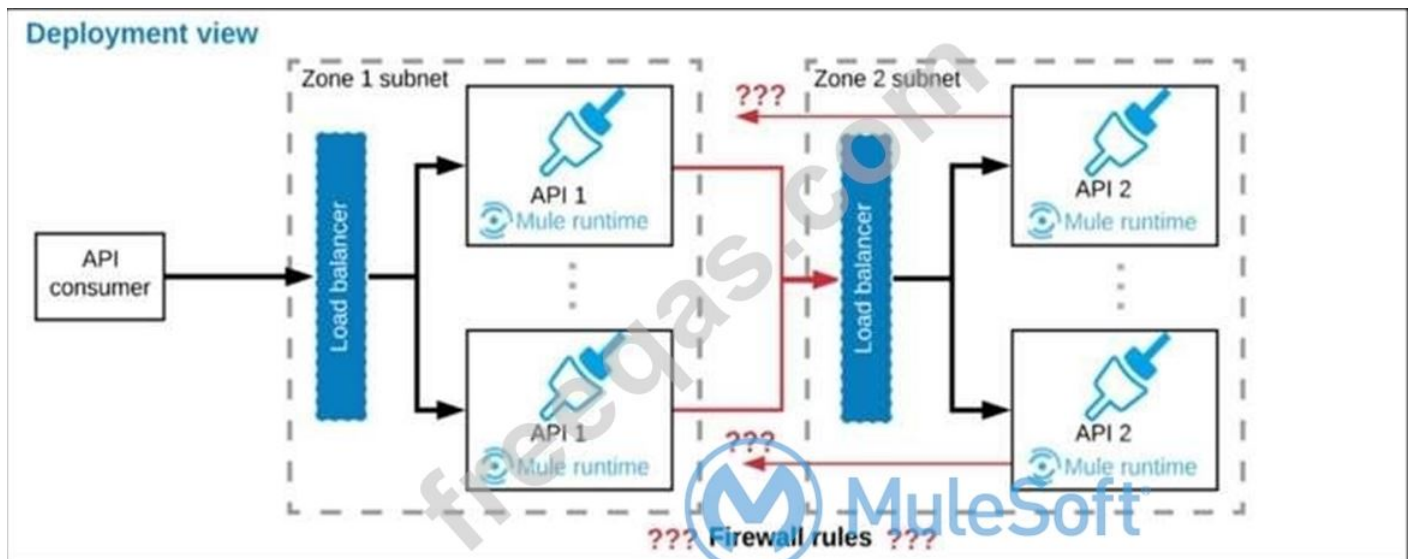 Deployment view
Zone 1 subnet
Zone 2 subnet
???
API 1
Mule runtime
API 2
Mule runtime
API
consumer
Load balancer
Load balancer
API 1
Mule runtime
API 2
Mule runtime
???
??? Firewall rules ???
MuleSoft
freeqas.com